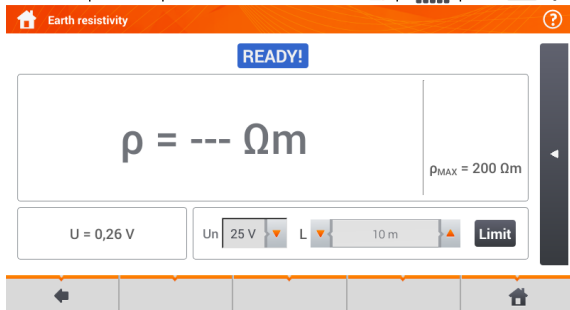 Earth resistivity
?
READY!
ρ = --- Ωm
ρMAX = 200 Ωm
U = 0,26 V
Un 25 V L 10 m Limit